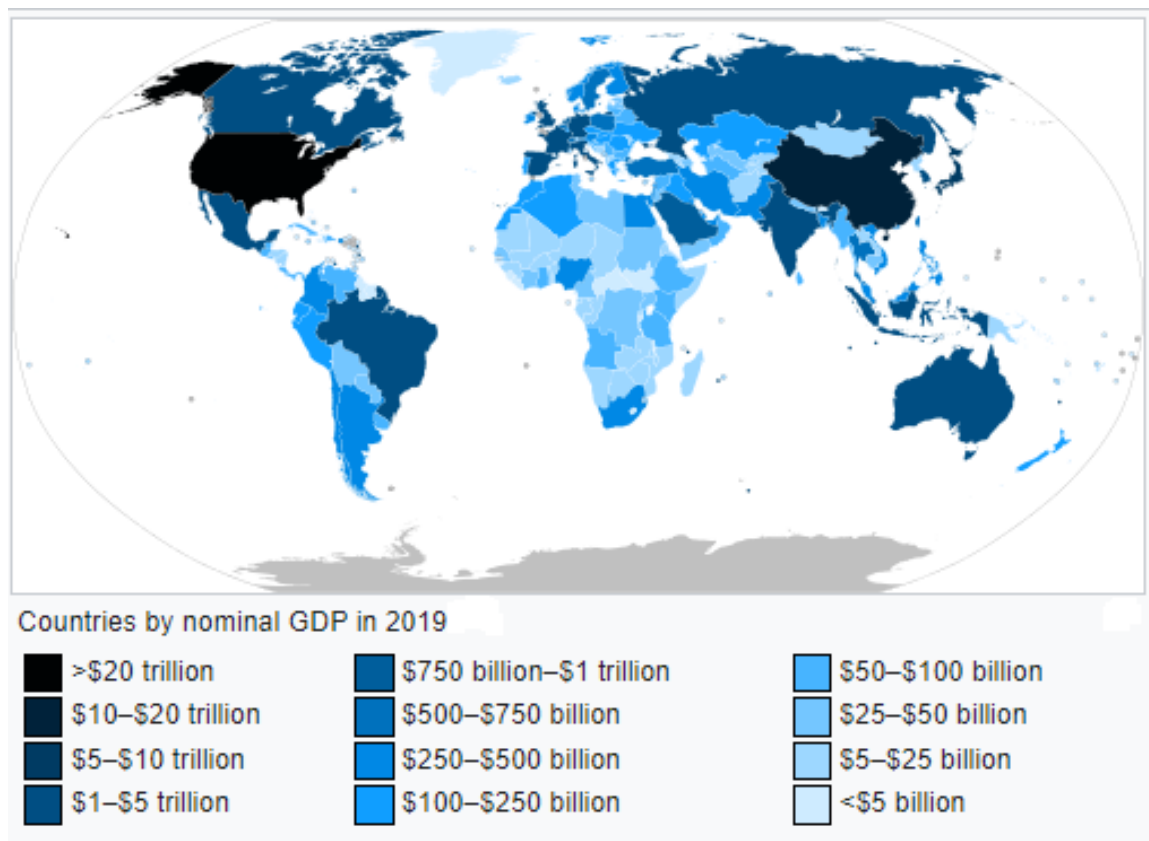 Countries by nominal GDP in 2019
>$20 trillion
$10–$20 trillion
$5–$10 trillion
$1–$5 trillion
$750 billion–$1 trillion
$500–$750 billion
$250–$500 billion
$100–$250 billion
$50–$100 billion
$25–$50 billion
$5–$25 billion
<$5 billion